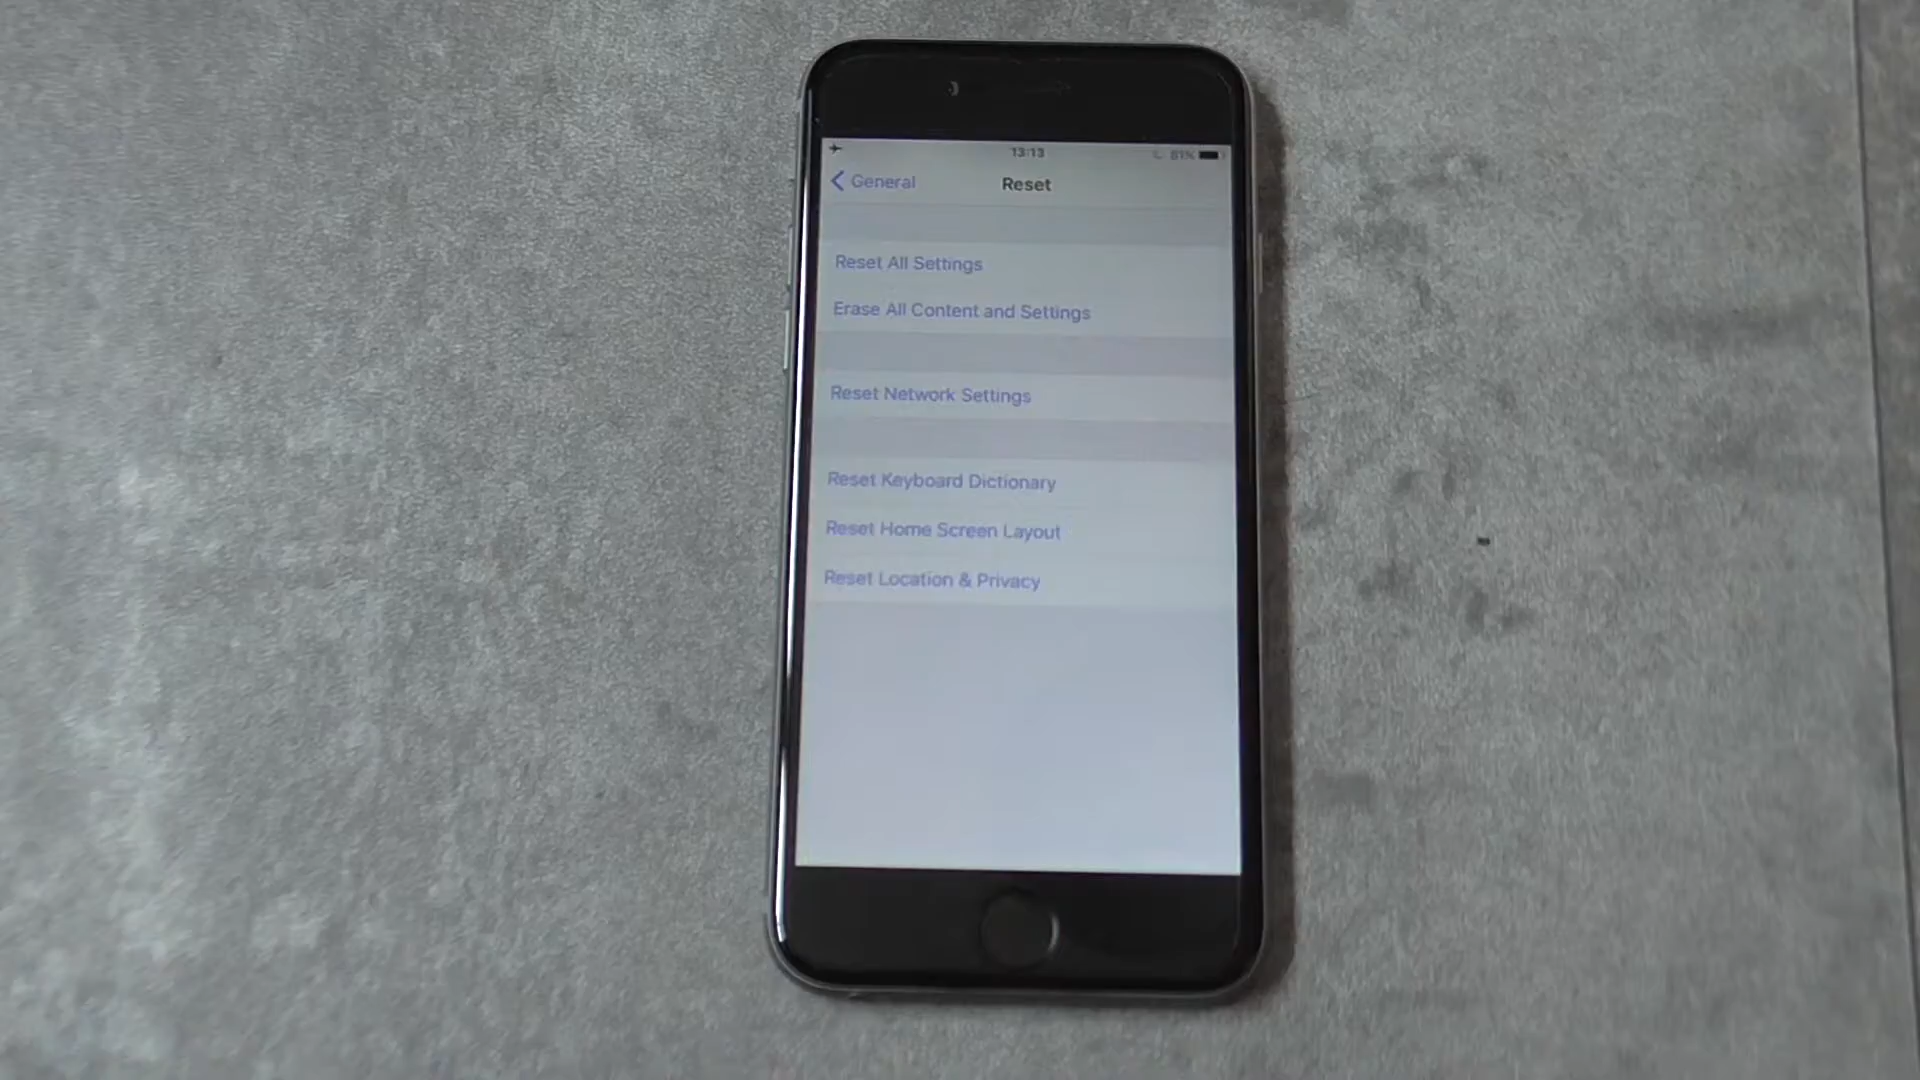 13:13
61%
General
Reset
Reset All Settings
Erase All Content and Settings
Reset Network Settings
Reset Keyboard Dictionary
Reset Home Screen Layout
Reset Location & Privacy